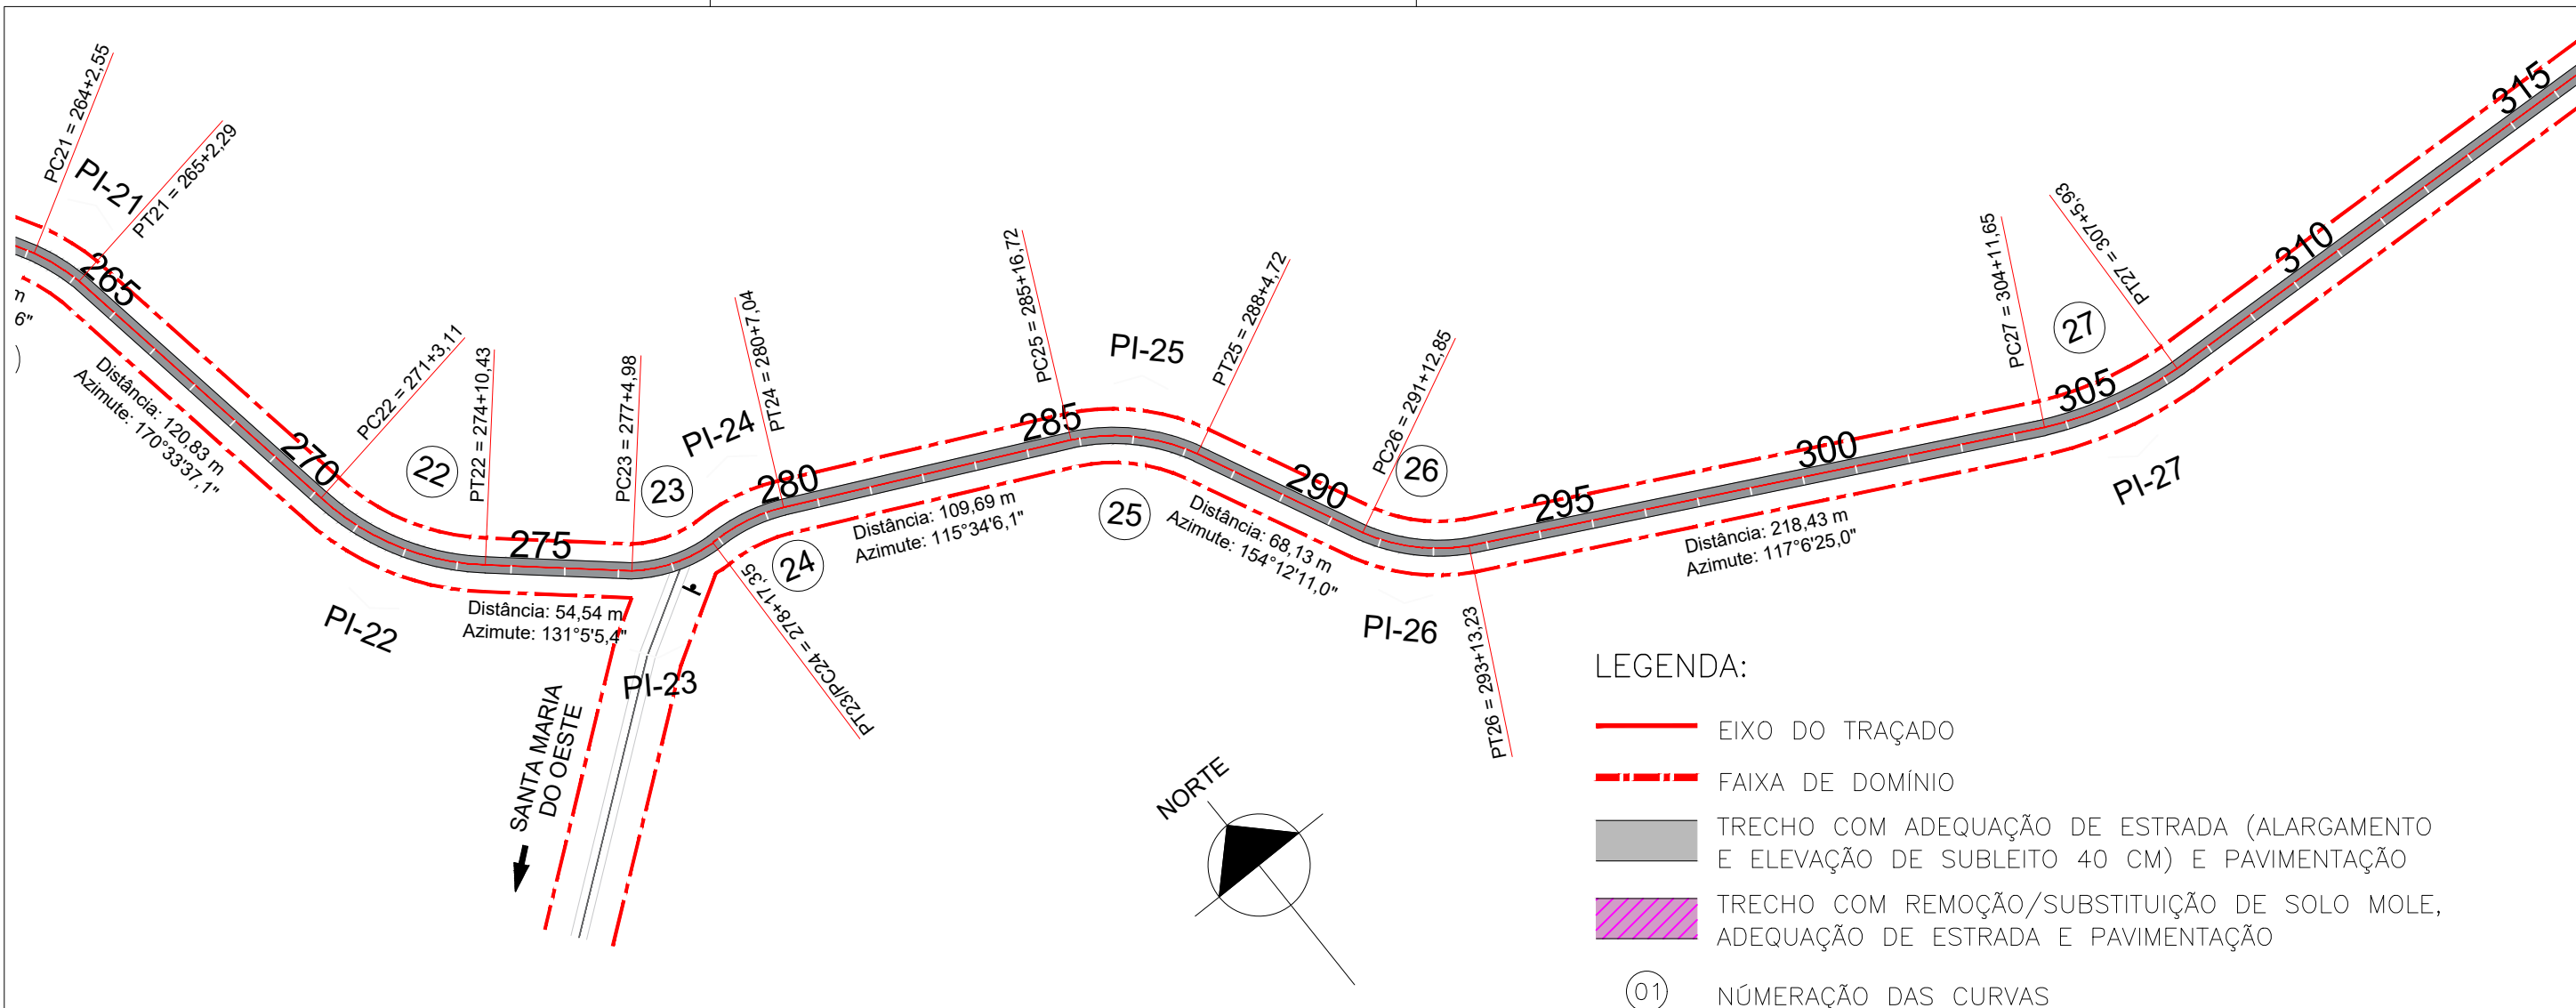 PC21 = 264+2,55
PI-21
PT21 = 265+2,29
265
m
6"
Distância: 120,83 m
Azimute: 170°33'37,1"
270
PC22 = 271+3,11
22
PT22 = 274+10,43
PI-22
275
Distância: 54,54 m
Azimute: 131°5'5,4"
PC23 = 277+4,98
23
PI-23
SANTA MARIA
DO OESTE
PI-24
PT24 = 280+7,04
280
24
PT23/PC24 = 278+17,35
Distância: 109,69 m
Azimute: 115°34'6,1"
285
PC25 = 285+16,72
PI-25
25
PT25 = 288+4,72
Distância: 68,13 m
Azimute: 154°12'11,0"
290
PC26 = 291+12,85
26
PI-26
PT26 = 293+13,23
295
300
Distância: 218,43 m
Azimute: 117°6'25,0"
PC27 = 304+11,65
27
305
PT27 = 307+5,93
PI-27
310
315
NORTE
LEGENDA:
EIXO DO TRAÇADO
FAIXA DE DOMÍNIO
TRECHO COM ADEQUAÇÃO DE ESTRADA (ALARGAMENTO
E ELEVAÇÃO DE SUBLEITO 40 CM) E PAVIMENTAÇÃO
TRECHO COM REMOÇÃO/SUBSTITUIÇÃO DE SOLO MOLE,
ADEQUAÇÃO DE ESTRADA E PAVIMENTAÇÃO
01 NÚMERAÇÃO DAS CURVAS